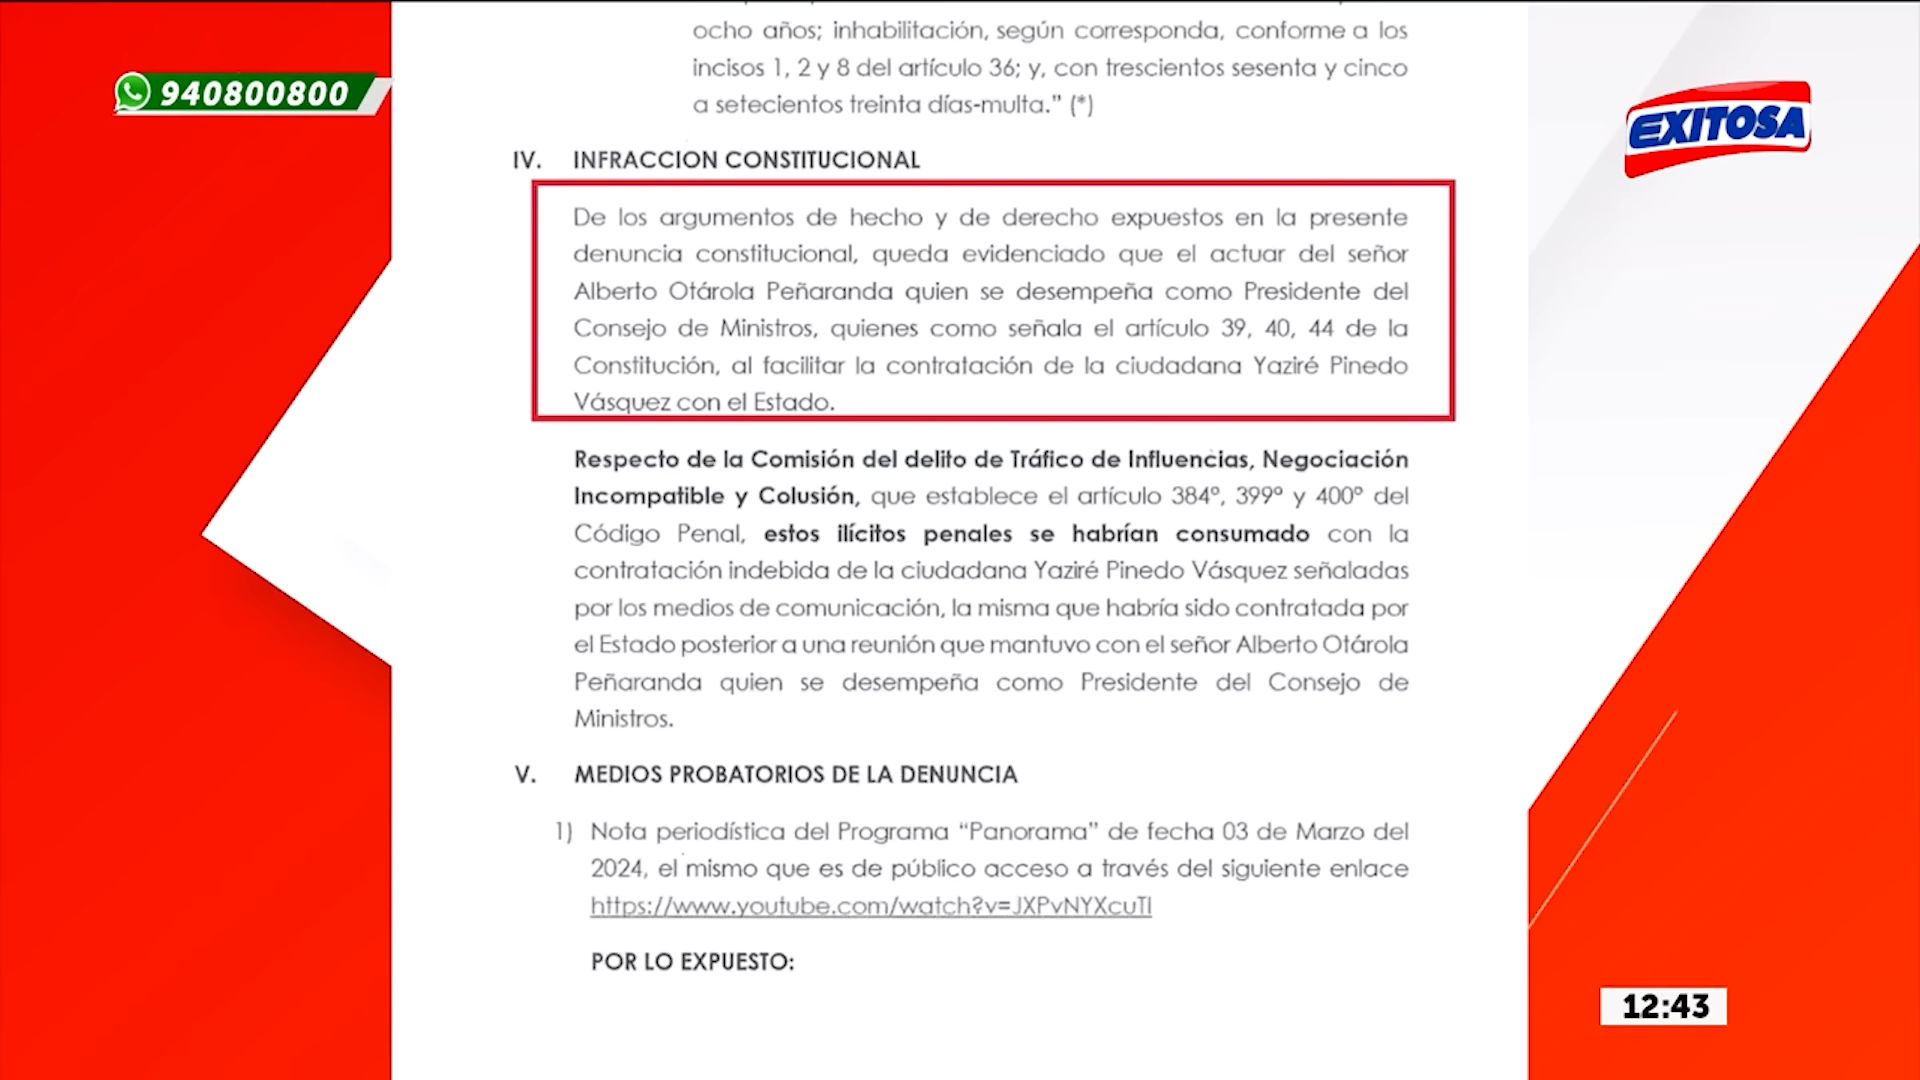 ocho años; inhabilitación, según corresponda, conforme a los
incisos 1, 2 y 8 del artículo 36; y, con trescientos sesenta y cinco
a setecientos treinta días-multa.” (*)
940800800
EXITOSA
IV. INFRACCION CONSTITUCIONAL
De los argumentos de hecho y de derecho expuestos en la presente
denuncia constitucional, queda evidenciado que el actuar del señor
Alberto Otárola Peñaranda quien se desempeña como Presidente del
Consejo de Ministros, quienes como señala el artículo 39, 40, 44 de la
Constitución, al facilitar la contratación de la ciudadana Yaziré Pinedo
Vásquez con el Estado.
Respecto de la Comisión del delito de Tráfico de Influencias, Negociación
Incompatible y Colusión, que establece el artículo 384º, 399º y 400º del
Código Penal, estos ilícitos penales se habrían consumado con la
contratación indebida de la ciudadana Yaziré Pinedo Vásquez señaladas
por los medios de comunicación, la misma que habría sido contratada por
el Estado posterior a una reunión que mantuvo con el señor Alberto Otárola
Peñaranda quien se desempeña como Presidente del Consejo de
Ministros.
V. MEDIOS PROBATORIOS DE LA DENUNCIA
1) Nota periodística del Programa “Panorama” de fecha 03 de Marzo del
2024, el mismo que es de público acceso a través del siguiente enlace
https://www.youtube.com/watch?v=JXPvNYXcuTI
POR LO EXPUESTO:
12:43